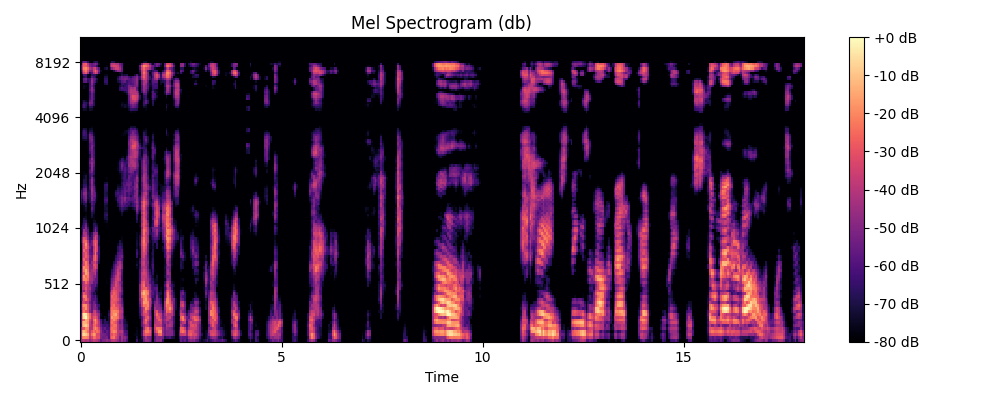 Mel Spectrogram (db)
Hz
8192
4096
2048
1024
512
0
0 5 10 15
Time
+0 dB
-10 dB
-20 dB
-30 dB
-40 dB
-50 dB
-60 dB
-70 dB
-80 dB